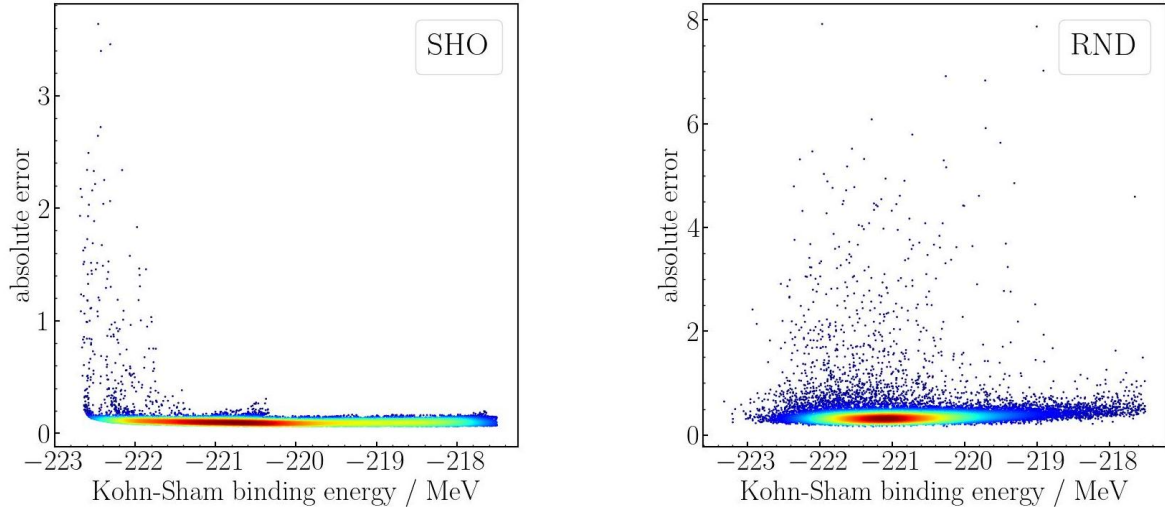 SHO
absolute error
3
2
1
0
−223 −222 −221 −220 −219 −218
Kohn-Sham binding energy / MeV
RND
absolute error
8
6
4
2
0
−223 −222 −221 −220 −219 −218
Kohn-Sham binding energy / MeV